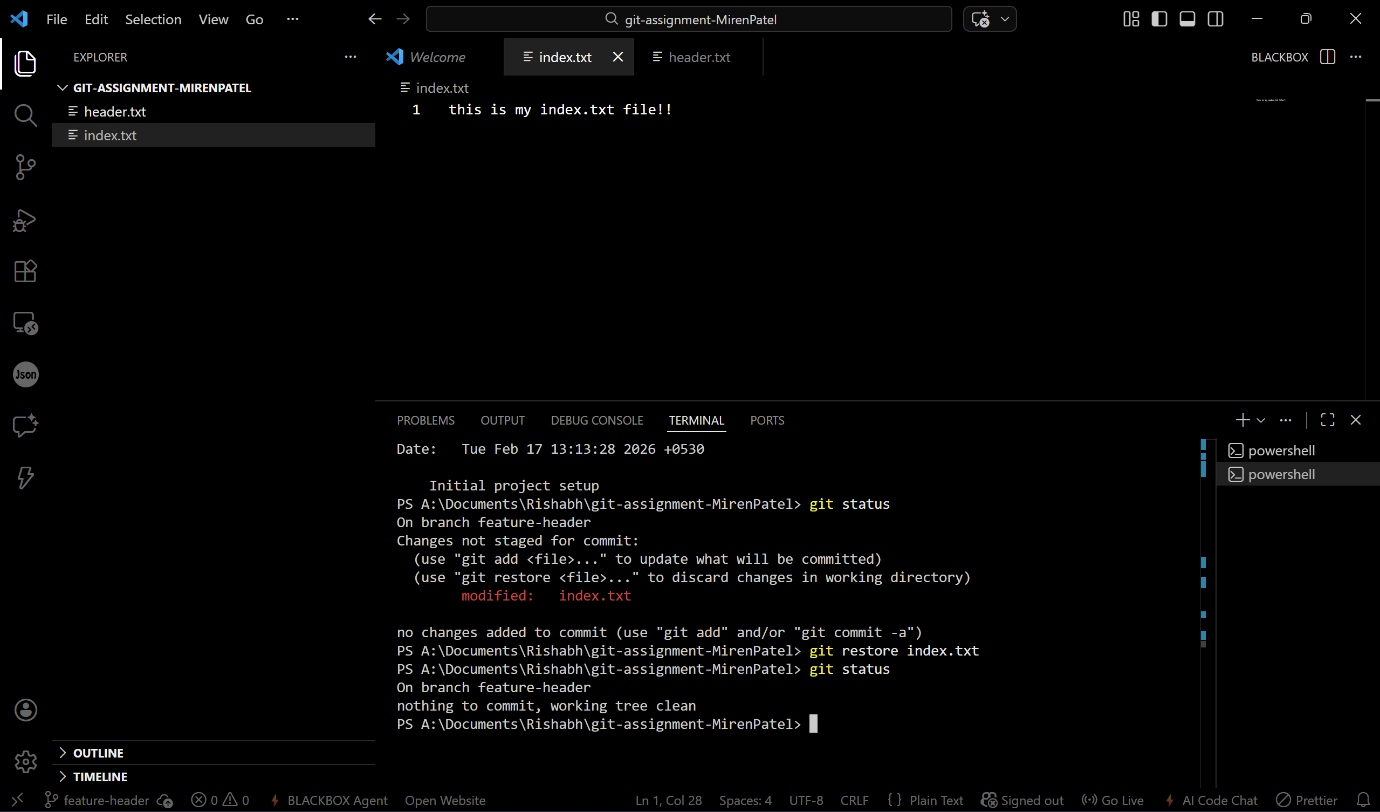 File Edit Selection View Go ···
git-assignment-MirenPatel
EXPLORER ···
GIT-ASSIGNMENT-MIRENPATEL
header.txt
index.txt
Welcome
index.txt
header.txt
BLACKBOX ···
index.txt
1 this is my index.txt file!!
Json
PROBLEMS OUTPUT DEBUG CONSOLE TERMINAL PORTS
Date:   Tue Feb 17 13:13:28 2026 +0530
Initial project setup
PS A:\Documents\Rishabh\git-assignment-MirenPatel> git status
On branch feature-header
Changes not staged for commit:
(use "git add <file>..." to update what will be committed)
(use "git restore <file>..." to discard changes in working directory)
modified:   index.txt
no changes added to commit (use "git add" and/or "git commit -a")
PS A:\Documents\Rishabh\git-assignment-MirenPatel> git restore index.txt
PS A:\Documents\Rishabh\git-assignment-MirenPatel> git status
On branch feature-header
nothing to commit, working tree clean
PS A:\Documents\Rishabh\git-assignment-MirenPatel>
powershell
powershell
OUTLINE
TIMELINE
feature-header 0 0 BLACKBOX Agent Open Website Ln 1, Col 28 Spaces: 4 UTF-8 CRLF {} Plain Text Signed out Go Live AI Code Chat Prettier